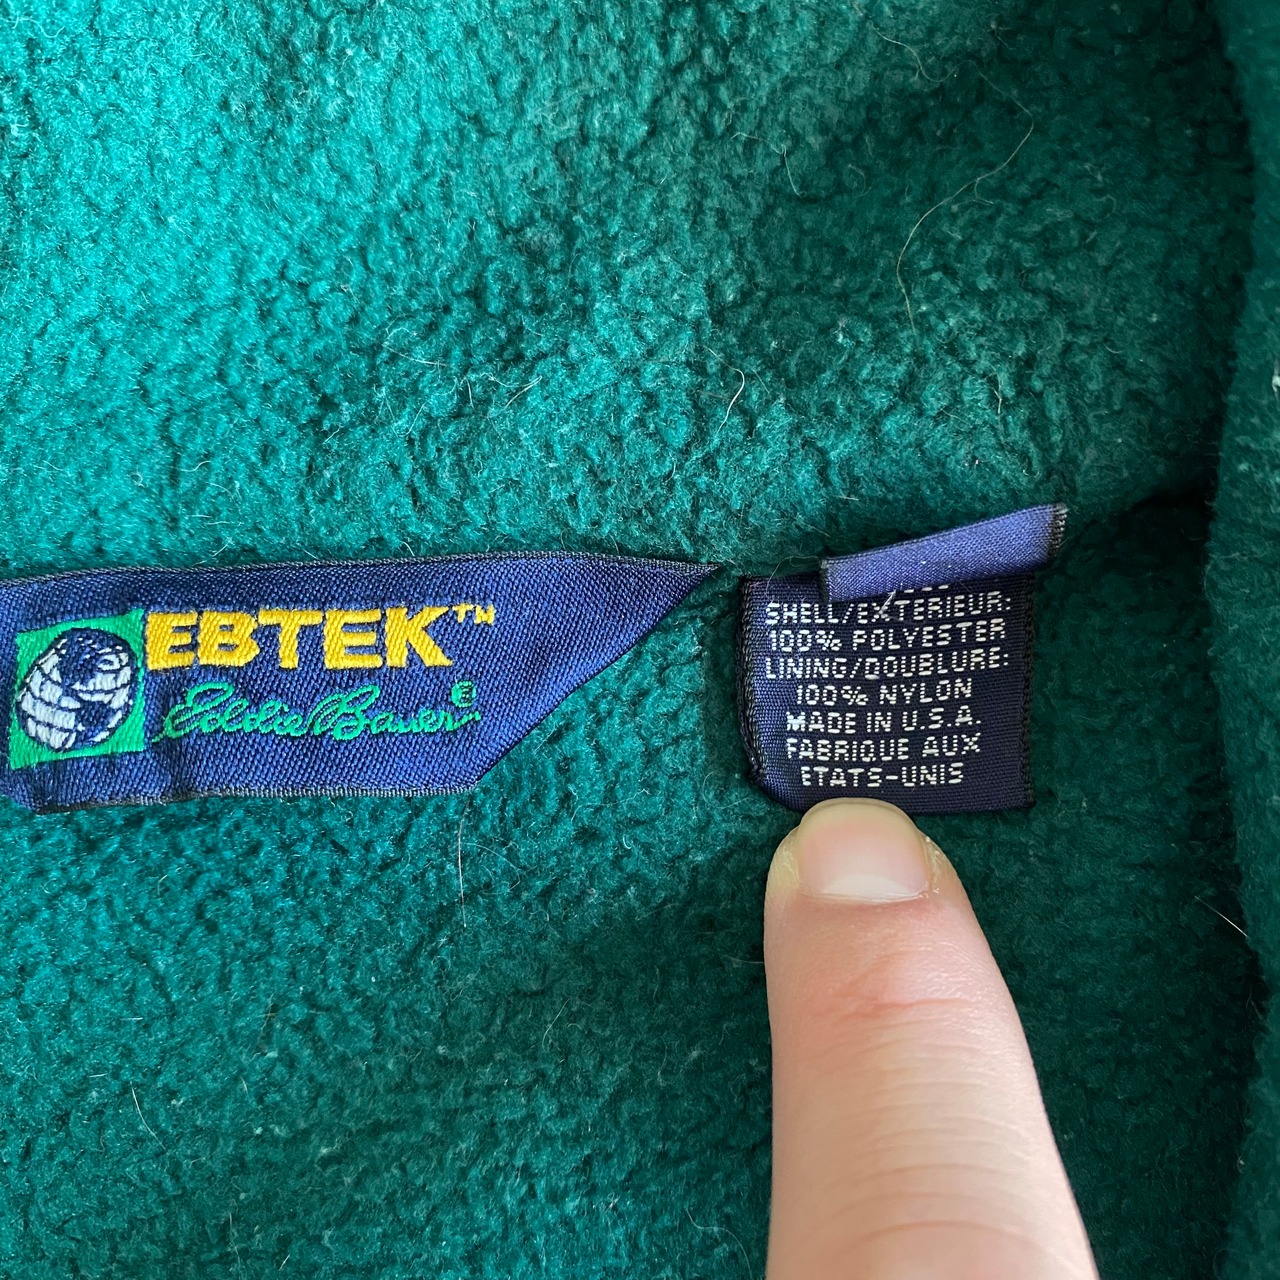 EBTEK™
Eddie Bauer®
SHELL/EXTERIEUR:
100% POLYESTER
LINING/DOUBLURE:
100% NYLON
MADE IN U.S.A.
FABRIQUE AUX
ETATS-UNIS